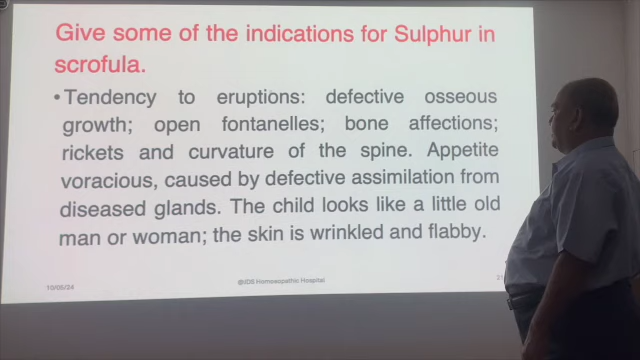 Give some of the indications for Sulphur in
scrofula.
• Tendency to eruptions: defective osseous
growth; open fontanelles; bone affections;
rickets and curvature of the spine. Appetite
voracious, caused by defective assimilation from
diseased glands. The child looks like a little old
man or woman; the skin is wrinkled and flabby.
10/05/24
@IDS Homoeopathic Hospital